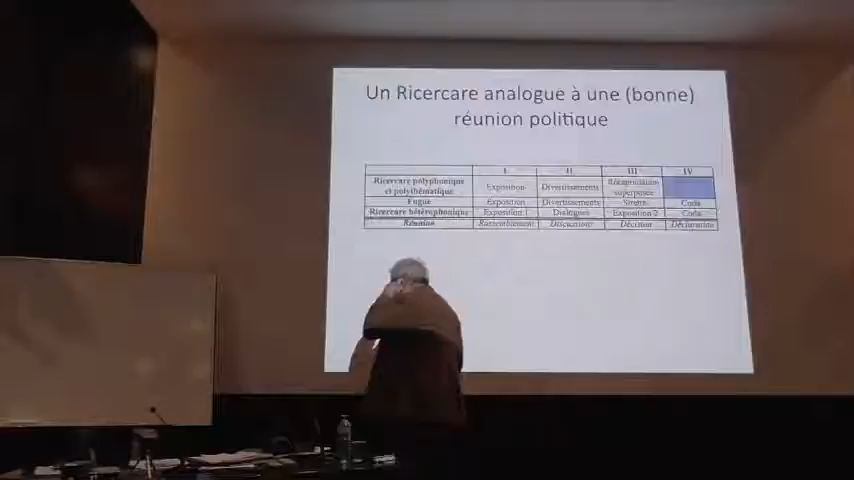 Un Ricercare analogue à une (bonne)
réunion politique
I II III IV
Ricercare polyphonique et polythématique Exposition Divertissements Récapitulation superposée
Fugue Exposition Divertissements Strette Coda
Ricercare hétérophonique Exposition 1 Dialogues Exposition 2 Coda
Réunion Rassemblement Discussions Décision Déclaration